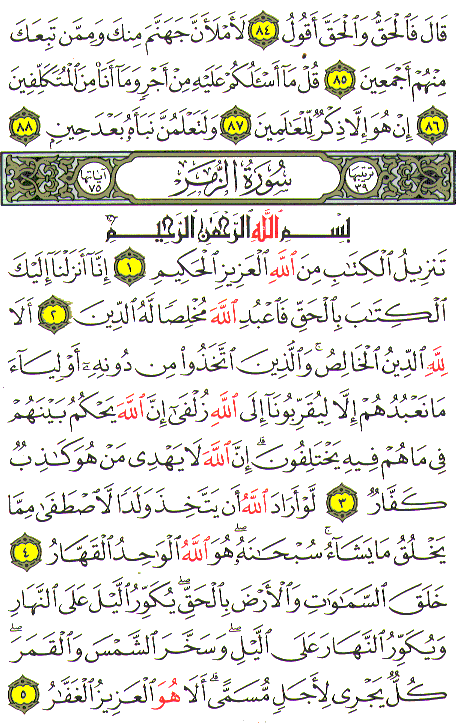 قَالَ فَٱلْحَقُّ وَٱلْحَقَّ أَقُولُ ٨٤ لَأَمْلَأَنَّ جَهَنَّمَ مِنكَ وَمِمَّن تَبِعَكَ
مِنْهُمْ أَجْمَعِينَ ٨٥ قُلْ مَآ أَسْـَٔلُكُمْ عَلَيْهِ مِنْ أَجْرٍ وَمَآ أَنَا۠ مِنَ ٱلْمُتَكَلِّفِينَ
٨٦ إِنْ هُوَ إِلَّا ذِكْرٌ لِّلْعَـٰلَمِينَ ٨٧ وَلَتَعْلَمُنَّ نَبَأَهُۥ بَعْدَ حِينٍۭ ٨٨
ترتيبها ٣٩ سُورَةُ الزُّمَرِ آياتها ٧٥
بِسْمِ ٱللَّهِ ٱلرَّحْمَـٰنِ ٱلرَّحِيمِ
تَنزِيلُ ٱلْكِتَـٰبِ مِنَ ٱللَّهِ ٱلْعَزِيزِ ٱلْحَكِيمِ ١ إِنَّآ أَنزَلْنَآ إِلَيْكَ
ٱلْكِتَـٰبَ بِٱلْحَقِّ فَٱعْبُدِ ٱللَّهَ مُخْلِصًا لَّهُ ٱلدِّينَ ٢ أَلَا
لِلَّهِ ٱلدِّينُ ٱلْخَالِصُ ۚ وَٱلَّذِينَ ٱتَّخَذُوا۟ مِن دُونِهِۦٓ أَوْلِيَآءَ
مَا نَعْبُدُهُمْ إِلَّا لِيُقَرِّبُونَآ إِلَى ٱللَّهِ زُلْفَىٰٓ إِنَّ ٱللَّهَ يَحْكُمُ بَيْنَهُمْ
فِى مَا هُمْ فِيهِ يَخْتَلِفُونَ ۗ إِنَّ ٱللَّهَ لَا يَهْدِى مَنْ هُوَ كَـٰذِبٌ
كَفَّارٌ ٣ لَّوْ أَرَادَ ٱللَّهُ أَن يَتَّخِذَ وَلَدًا لَّٱصْطَفَىٰ مِمَّا
يَخْلُقُ مَا يَشَآءُ ۚ سُبْحَـٰنَهُۥ ۖ هُوَ ٱللَّهُ ٱلْوَٰحِدُ ٱلْقَهَّارُ ٤
خَلَقَ ٱلسَّمَـٰوَٰتِ وَٱلْأَرْضَ بِٱلْحَقِّ ۖ يُكَوِّرُ ٱلَّيْلَ عَلَى ٱلنَّهَارِ
وَيُكَوِّرُ ٱلنَّهَارَ عَلَى ٱلَّيْلِ ۖ وَسَخَّرَ ٱلشَّمْسَ وَٱلْقَمَرَ ۖ
كُلٌّ يَجْرِى لِأَجَلٍ مُّسَمًّى ۗ أَلَا هُوَ ٱلْعَزِيزُ ٱلْغَفَّـٰرُ ٥